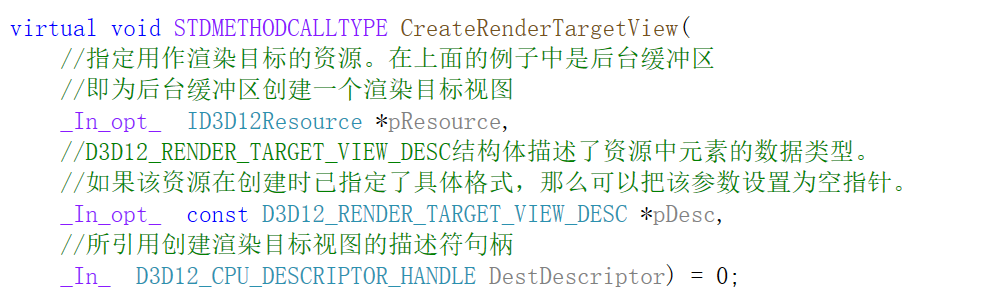 virtual void STDMETHODCALLTYPE CreateRenderTargetView(
//指定用作渲染目标的资源。在上面的例子中是后台缓冲区
//即为后台缓冲区创建一个渲染目标视图
_In_opt_  ID3D12Resource *pResource,
//D3D12_RENDER_TARGET_VIEW_DESC结构体描述了资源中元素的数据类型。
//如果该资源在创建时已指定了具体格式，那么可以把该参数设置为空指针。
_In_opt_  const D3D12_RENDER_TARGET_VIEW_DESC *pDesc,
//所引用创建渲染目标视图的描述符句柄
_In_  D3D12_CPU_DESCRIPTOR_HANDLE DestDescriptor) = 0;